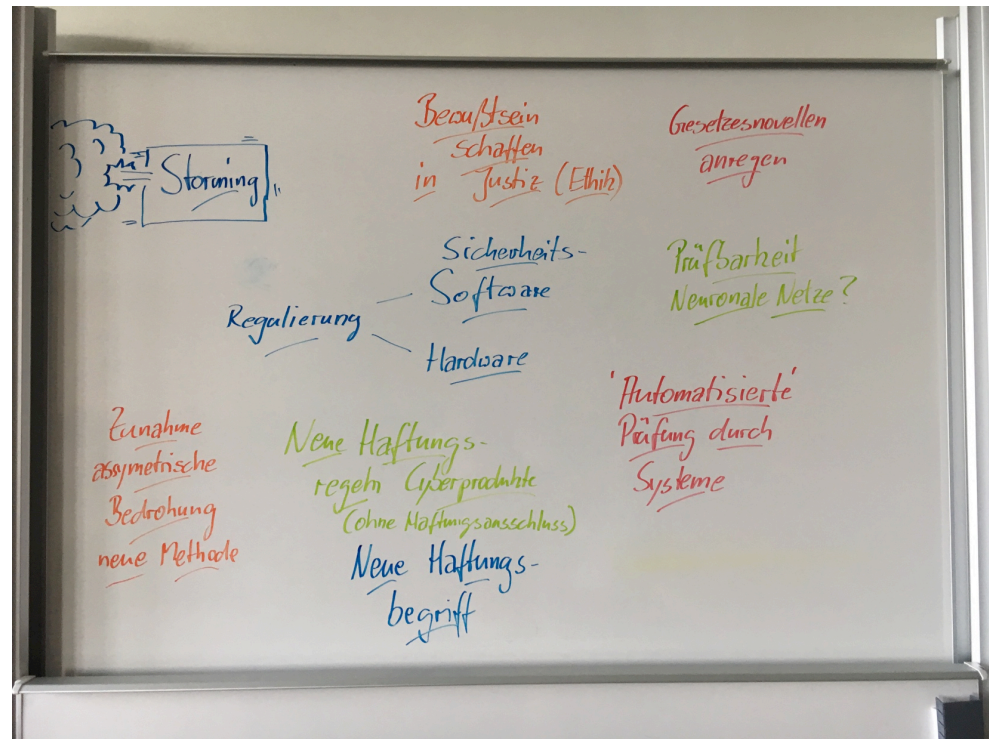 Storming
Bewußtsein
schaffen
in Justiz (Ethik)
Gesetzesnovellen
anregen
Regulierung
Sicherheits-
Software
Hardware
Prüfbarkeit
Neuronale Netze?
'Automatisierte'
Prüfung durch
Systeme
Zunahme
assymetrische
Bedrohung
neue Methode
Neue Haftungs-
regeln Cyberprodukte
(ohne Haftungsausschluss)
Neue Haftungs-
begriff